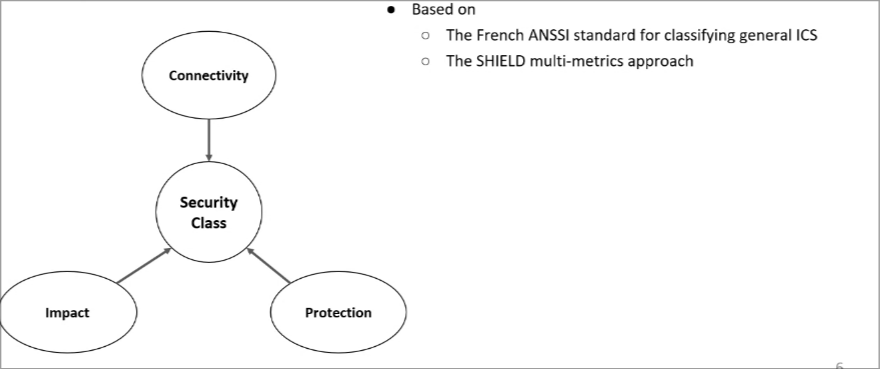 ● Based on
○ The French ANSSI standard for classifying general ICS
○ The SHIELD multi-metrics approach
Connectivity
Security
Class
Impact
Protection
6